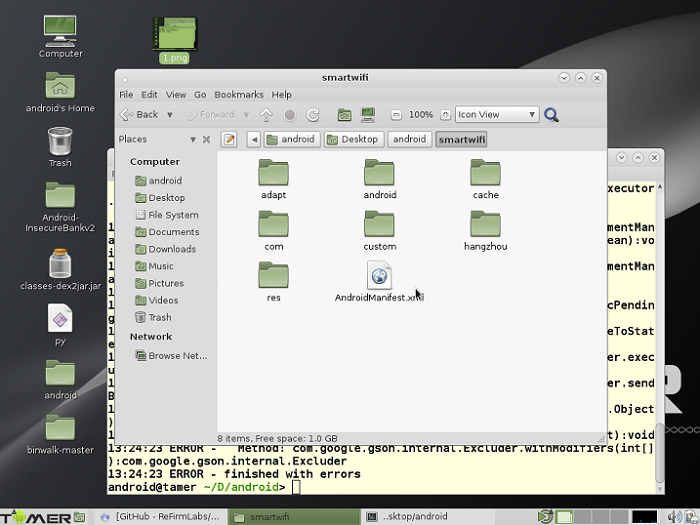 Computer
android's Home
Trash
Android-
InsecureBankv2
classes-dex2jar.jar
py
android
binwalk-master
1.png
smartwifi
File Edit View Go Bookmarks Help
Back Forward 100% Icon View
Places android Desktop android smartwifi
Computer
android
Desktop
File System
Documents
Downloads
Music
Pictures
Videos
Trash
Network
Browse Net...
adapt android cache
com custom hangzhou
res AndroidManifest.xml
8 items, Free space: 1.0 GB
executor
mentMan
ean):vo
mentMan
cPendin
eToStat
er.exec
er.send
.Object
t):void
13:24:23 ERROR - Method: com.google.gson.internal.Excluder.withModifiers(int[]
):com.google.gson.internal.Excluder
13:24:23 ERROR - finished with errors
android@tamer ~/D/android>
TAMER [GitHub - ReFirmLabs/... smartwifi ..sktop/android